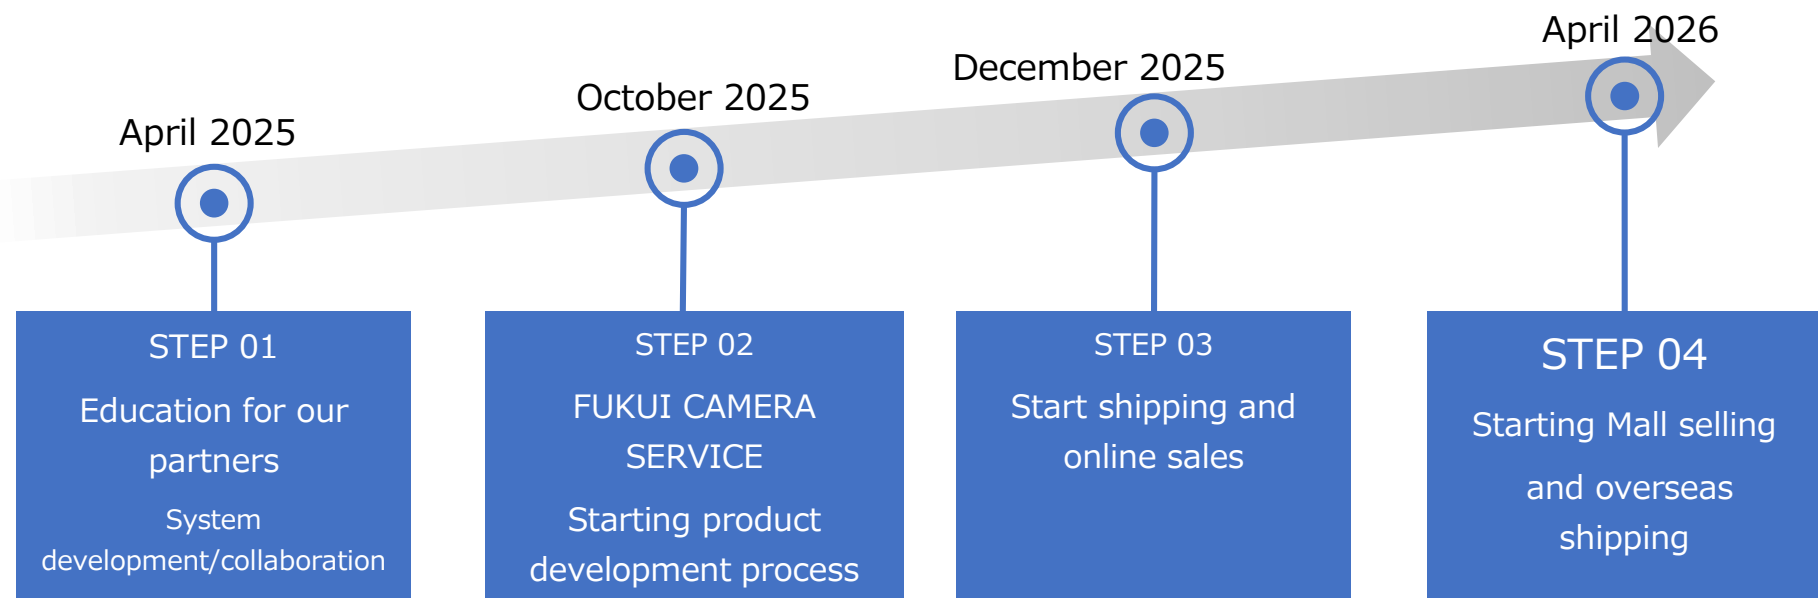 April 2025
October 2025
December 2025
April 2026
STEP 01
Education for our
partners
System
development/collaboration
STEP 02
FUKUI CAMERA
SERVICE
Starting product
development process
STEP 03
Start shipping and
online sales
STEP 04
Starting Mall selling
and overseas
shipping